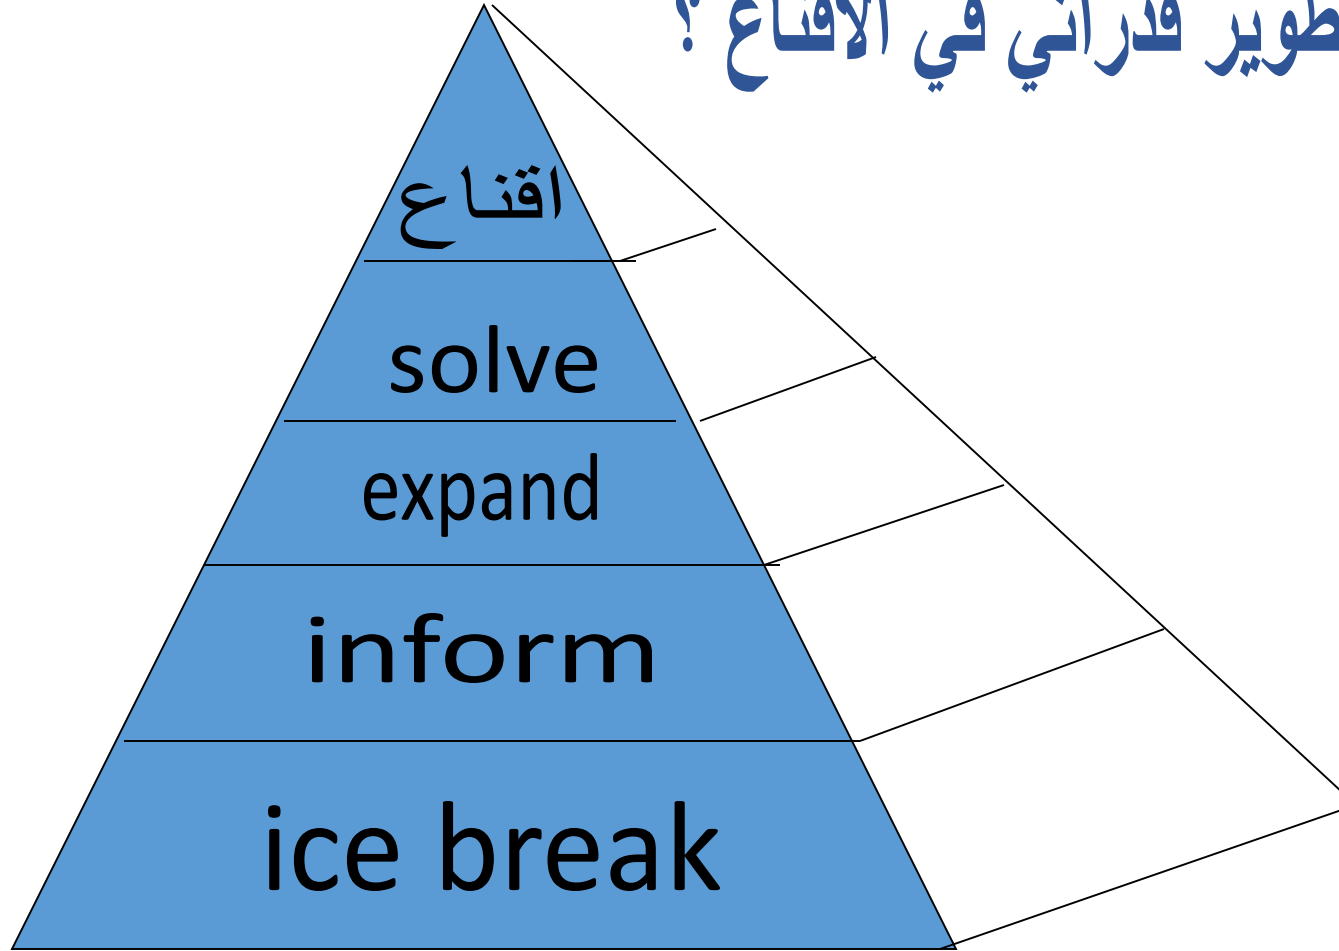 طوير قدراتي في الاقناع ؟
اقناع
solve
expand
inform
ice break